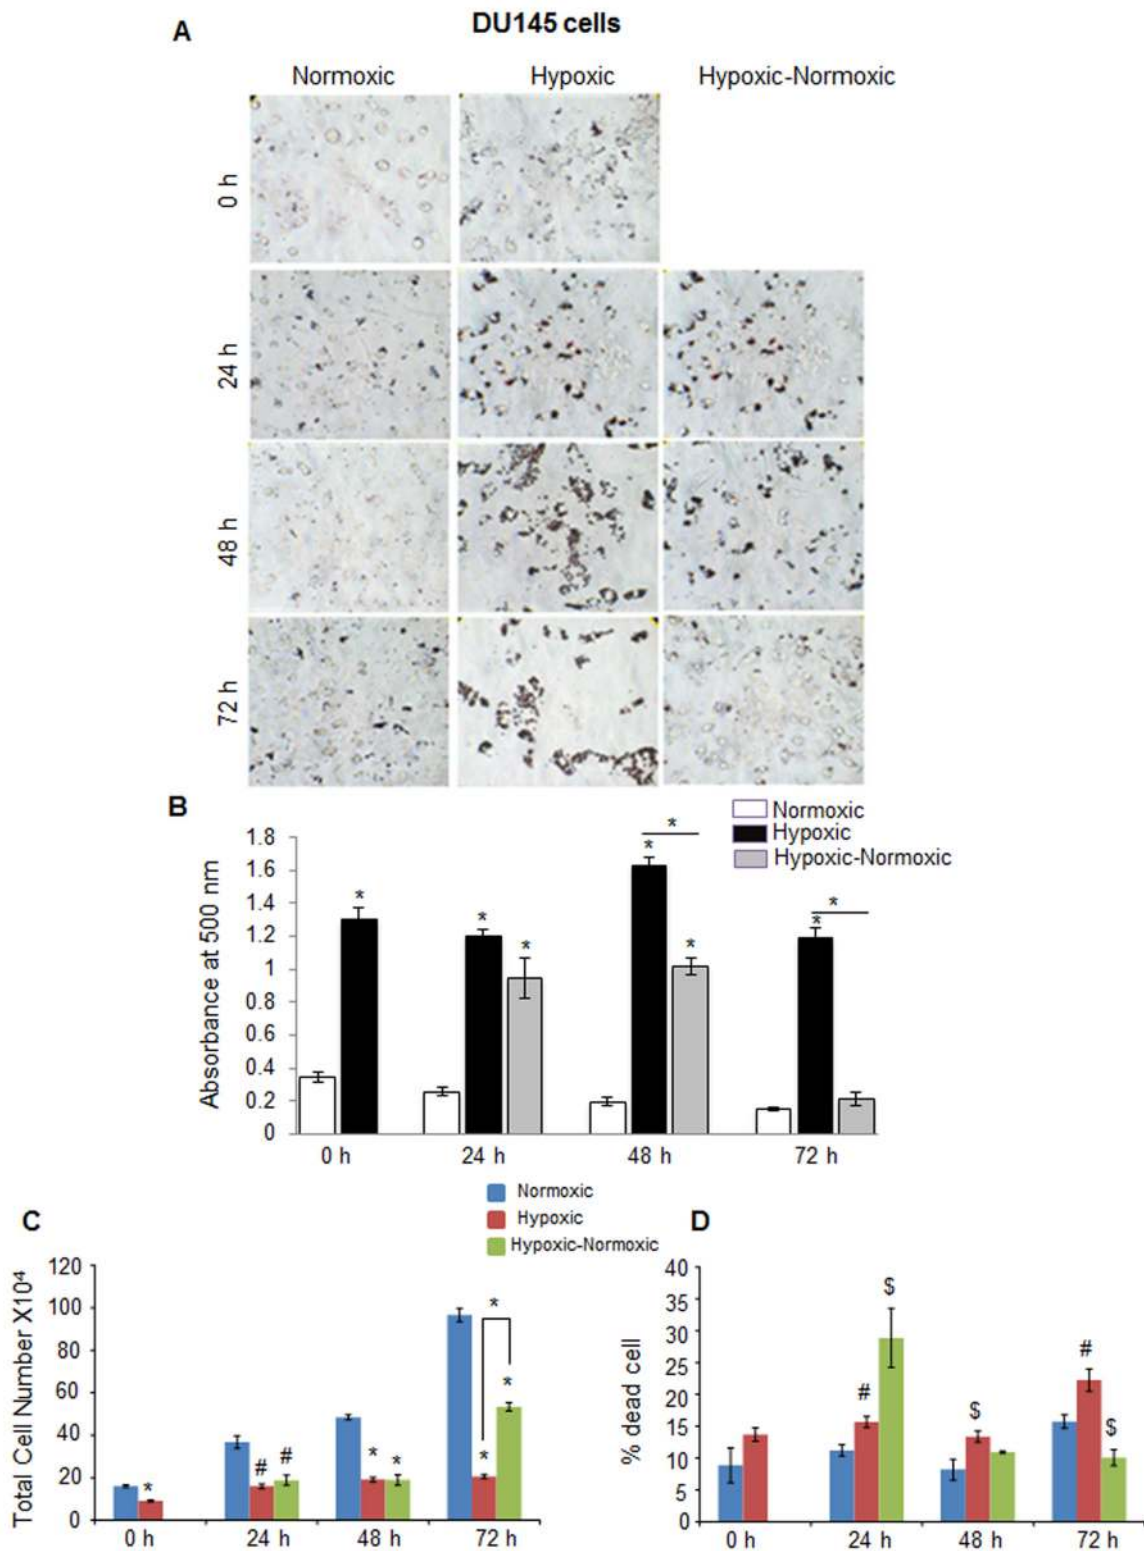 A
DU145 cells
Normoxic
Hypoxic
Hypoxic-Normoxic
0 h
24 h
48 h
72 h
B
Normoxic
Hypoxic
Hypoxic-Normoxic
Absorbance at 500 nm
1.8
1.6
1.4
1.2
1
0.8
0.6
0.4
0.2
0
*
*
*
*
*
*
*
*
0 h
24 h
48 h
72 h
Normoxic
Hypoxic
Hypoxic-Normoxic
C
Total Cell Number X10⁴
120
100
80
60
40
20
0
*
#
#
*
*
*
*
*
0 h
24 h
48 h
72 h
D
% dead cell
40
35
30
25
20
15
10
5
0
#
$
$
#
$
0 h
24 h
48 h
72 h